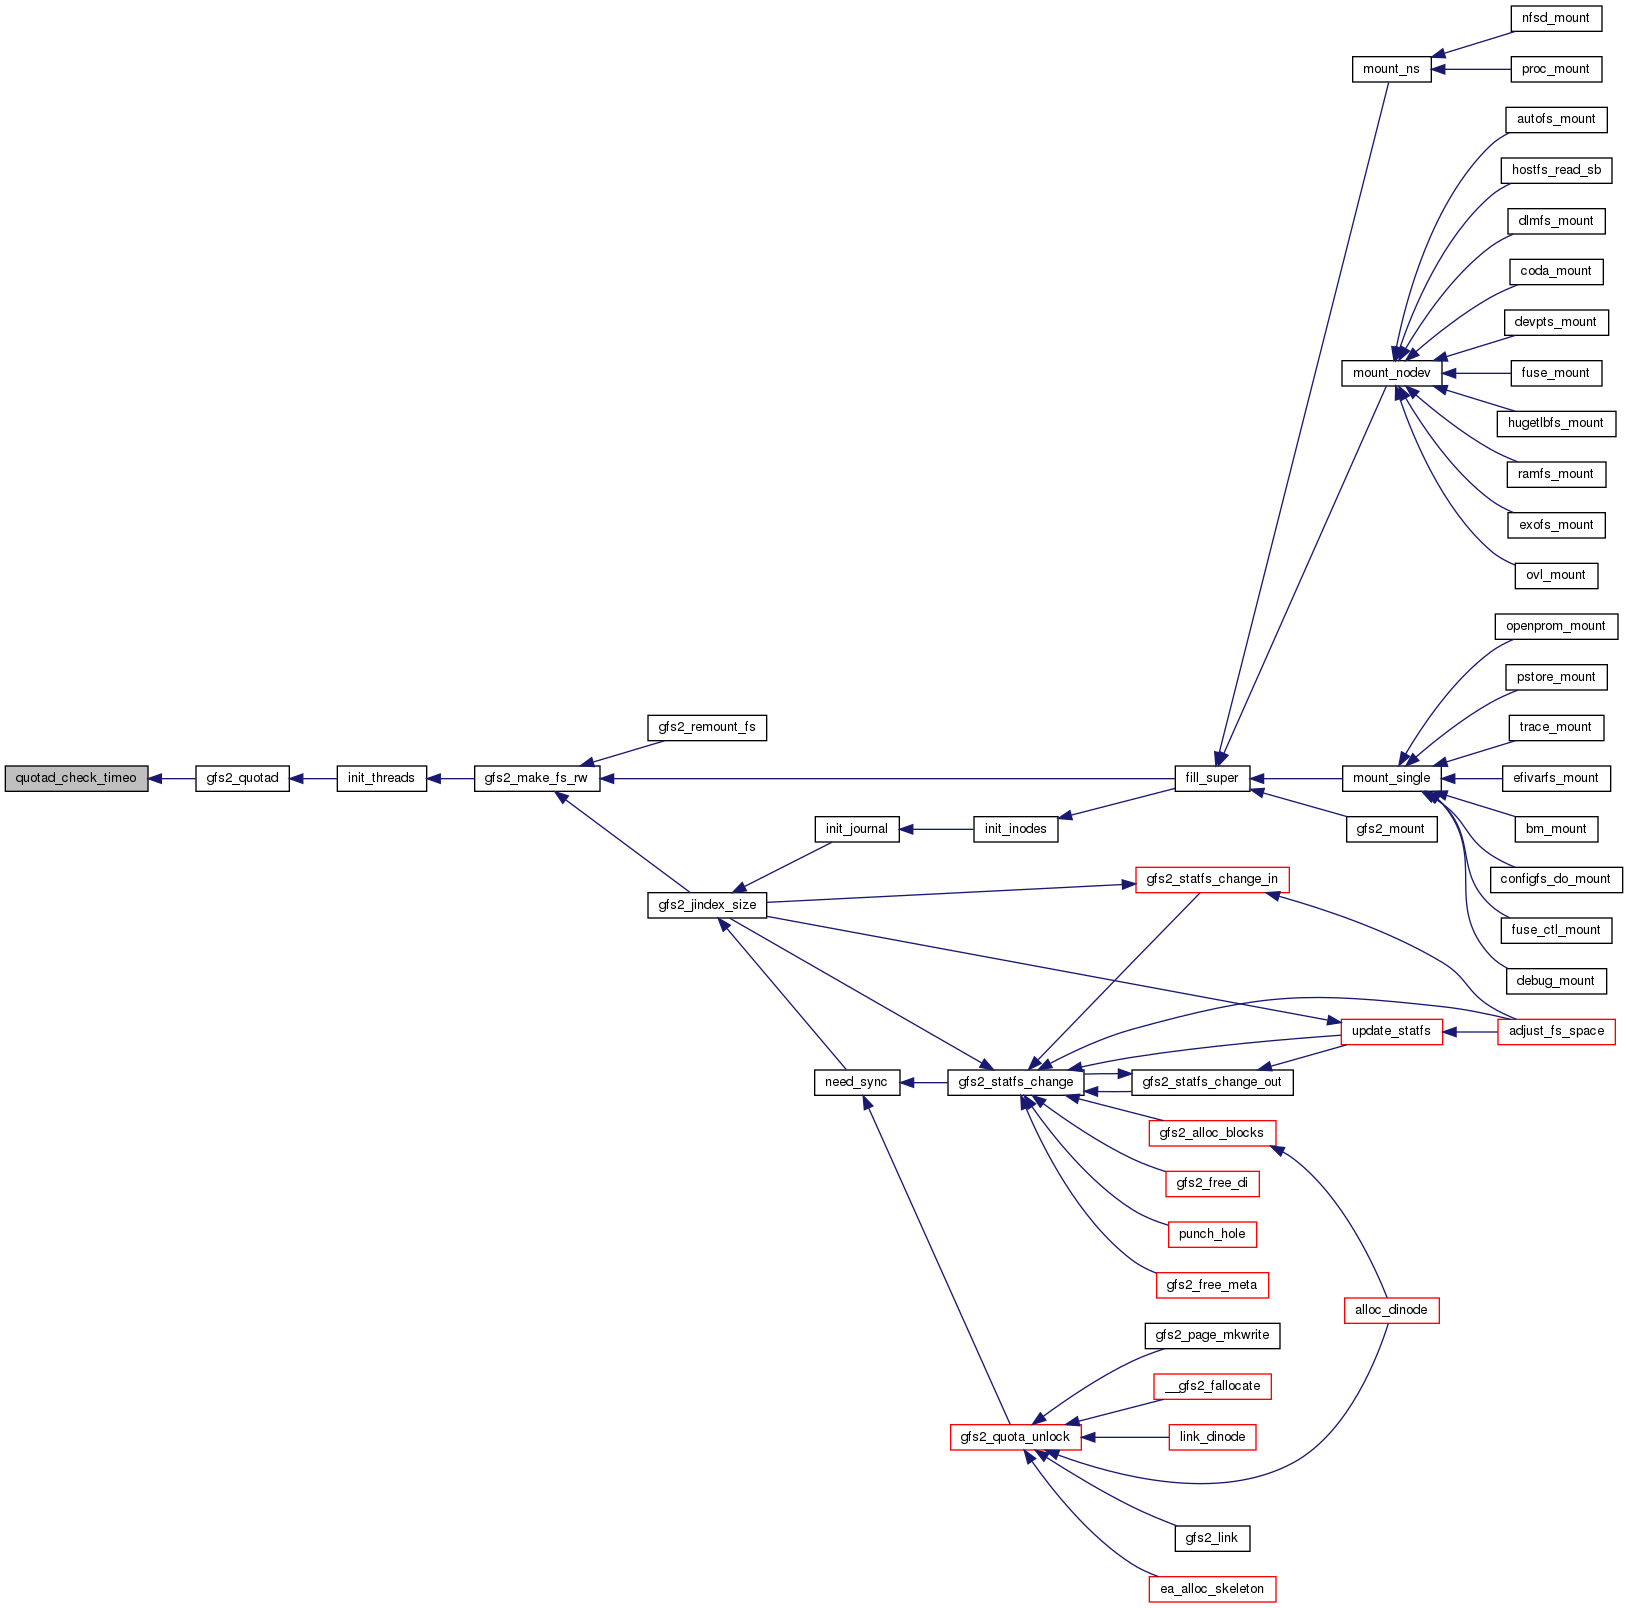 nfsd_mount
mount_ns
proc_mount
autofs_mount
hostfs_read_sb
dlmfs_mount
coda_mount
devpts_mount
mount_nodev
fuse_mount
hugetlbfs_mount
ramfs_mount
exofs_mount
ovl_mount
openprom_mount
pstore_mount
gfs2_remount_fs
trace_mount
quotad_check_timeo
gfs2_quotad
init_threads
gfs2_make_fs_rw
fill_super
mount_single
efivarfs_mount
init_journal
init_inodes
gfs2_mount
bm_mount
gfs2_statfs_change_in
configfs_do_mount
gfs2_jindex_size
fuse_ctl_mount
debug_mount
update_statfs
adjust_fs_space
need_sync
gfs2_statfs_change
gfs2_statfs_change_out
gfs2_alloc_blocks
gfs2_free_di
punch_hole
gfs2_free_meta
alloc_dinode
gfs2_page_mkwrite
__gfs2_fallocate
gfs2_quota_unlock
link_dinode
gfs2_link
ea_alloc_skeleton